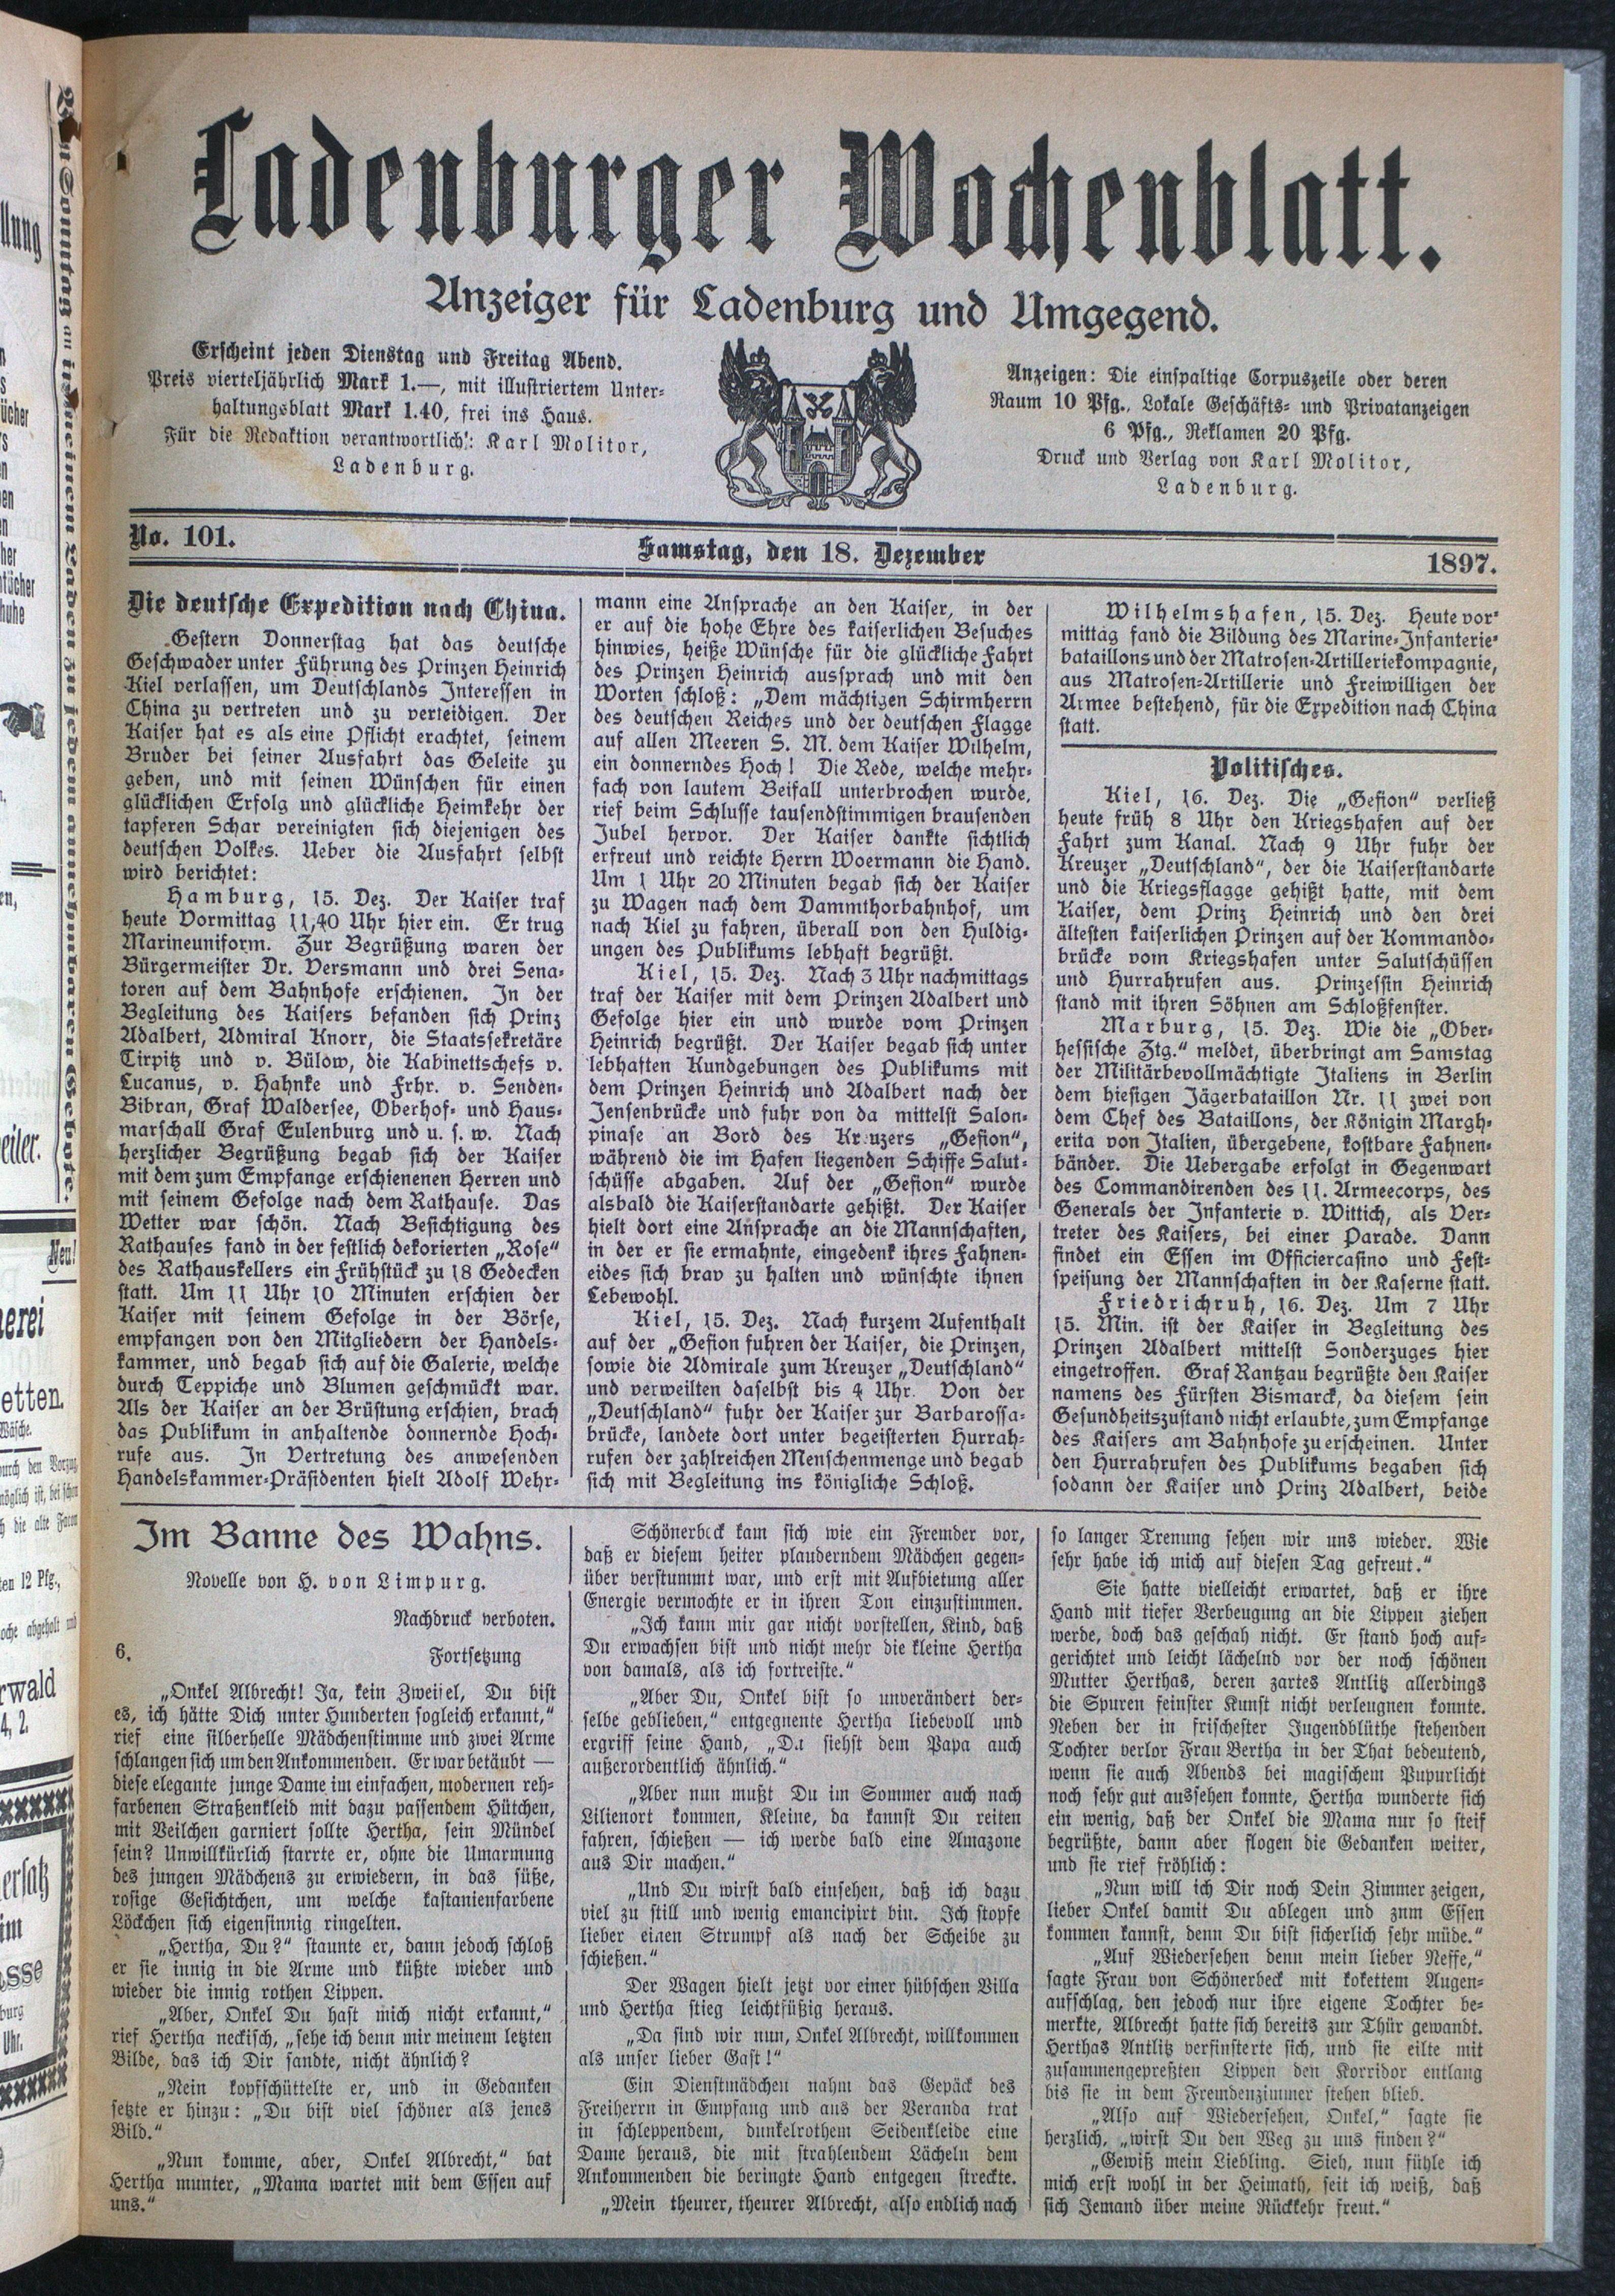 Ladenburger Wochenblatt.
Anzeiger für Ladenburg und Umgegend.
Erscheint jeden Dienstag und Freitag Abend.
Preis vierteljährlich Mark 1.—, mit illustriertem Unter-
haltungsblatt Mark 1.40, frei ins Haus.
Für die Redaktion verantwortlich: Karl Molitor,
Ladenburg.
Anzeigen: Die einspaltige Corpuszeile oder deren
Raum 10 Pfg., Lokale Geschäfts- und Privatanzeigen
6 Pfg., Reklamen 20 Pfg.
Druck und Verlag von Karl Molitor,
Ladenburg.
No. 101.
Samstag, den 18. Dezember
1897.
Die deutsche Expedition nach China.
Gestern Donnerstag hat das deutsche
Geschwader unter Führung des Prinzen Heinrich
Kiel verlassen, um Deutschlands Interessen in
China zu vertreten und zu verteidigen. Der
Kaiser hat es als eine Pflicht erachtet, seinem
Bruder bei seiner Ausfahrt das Geleite zu
geben, und mit seinen Wünschen für einen
glücklichen Erfolg und glückliche Heimkehr der
tapferen Schar vereinigten sich diejenigen des
deutschen Volkes. Ueber die Ausfahrt selbst
wird berichtet:
Hamburg, 15. Dez. Der Kaiser traf
heute Vormittag 11,40 Uhr hier ein. Er trug
Marineuniform. Zur Begrüßung waren der
Bürgermeister Dr. Versmann und drei Sena-
toren auf dem Bahnhofe erschienen. In der
Begleitung des Kaisers befanden sich Prinz
Adalbert, Admiral Knorr, die Staatssekretäre
Tirpitz und v. Bülow, die Kabinettschefs v.
Lucanus, v. Hahnke und Frhr. v. Senden-
Bibran, Graf Waldersee, Oberhof- und Haus-
marschall Graf Eulenburg und u. s. w. Nach
herzlicher Begrüßung begab sich der Kaiser
mit dem zum Empfange erschienenen Herren und
mit seinem Gefolge nach dem Rathause. Das
Wetter war schön. Nach Besichtigung des
Rathauses fand in der festlich dekorierten „Rose“
des Rathauskellers ein Frühstück zu 18 Gedecken
statt. Um 11 Uhr 10 Minuten erschien der
Kaiser mit seinem Gefolge in der Börse,
empfangen von den Mitgliedern der Handels-
kammer, und begab sich auf die Galerie, welche
durch Teppiche und Blumen geschmückt war.
Als der Kaiser an der Brüstung erschien, brach
das Publikum in anhaltende donnernde Hoch-
rufe aus. In Vertretung des anwesenden
Handelskammer-Präsidenten hielt Adolf Wehr-
mann eine Ansprache an den Kaiser, in der
er auf die hohe Ehre des kaiserlichen Besuches
hinwies, heiße Wünsche für die glückliche Fahrt
des Prinzen Heinrich aussprach und mit den
Worten schloß: „Dem mächtigen Schirmherrn
des deutschen Reiches und der deutschen Flagge
auf allen Meeren S. M. dem Kaiser Wilhelm,
ein donnerndes Hoch! Die Rede, welche mehr-
fach von lautem Beifall unterbrochen wurde,
rief beim Schlusse tausendstimmigen brausenden
Jubel hervor. Der Kaiser dankte sichtlich
erfreut und reichte Herrn Woermann die Hand.
Um 1 Uhr 20 Minuten begab sich der Kaiser
zu Wagen nach dem Dammthorbahnhof, um
nach Kiel zu fahren, überall von den Huldig-
ungen des Publikums lebhaft begrüßt.
Kiel, 15. Dez. Nach 3 Uhr nachmittags
traf der Kaiser mit dem Prinzen Adalbert und
Gefolge hier ein und wurde vom Prinzen
Heinrich begrüßt. Der Kaiser begab sich unter
lebhaften Kundgebungen des Publikums mit
dem Prinzen Heinrich und Adalbert nach der
Jensenbrücke und fuhr von da mittelst Salon-
pinase an Bord des Kreuzers „Gefion“,
während die im Hafen liegenden Schiffe Salut-
schüsse abgaben. Auf der „Gefion“ wurde
alsbald die Kaiserstandarte gehißt. Der Kaiser
hielt dort eine Ansprache an die Mannschaften,
in der er sie ermahnte, eingedenk ihres Fahnen-
eides sich brav zu halten und wünschte ihnen
Lebewohl.
Kiel, 15. Dez. Nach kurzem Aufenthalt
auf der „Gefion fuhren der Kaiser, die Prinzen,
sowie die Admirale zum Kreuzer „Deutschland“
und verweilten daselbst bis 4 Uhr. Von der
„Deutschland“ fuhr der Kaiser zur Barbarossa-
brücke, landete dort unter begeisterten Hurrah-
rufen der zahlreichen Menschenmenge und begab
sich mit Begleitung ins königliche Schloß.
Wilhelmshafen, 15. Dez. Heute vor-
mittag fand die Bildung des Marine-Infanterie-
bataillons und der Matrosen-Artilleriekompagnie,
aus Matrosen-Artillerie und Freiwilligen der
Armee bestehend, für die Expedition nach China
statt.
Politisches.
Kiel, 16. Dez. Die „Gefion“ verließ
heute früh 8 Uhr den Kriegshafen auf der
Fahrt zum Kanal. Nach 9 Uhr fuhr der
Kreuzer „Deutschland“, der die Kaiserstandarte
und die Kriegsflagge gehißt hatte, mit dem
Kaiser, dem Prinz Heinrich und den drei
ältesten kaiserlichen Prinzen auf der Kommando-
brücke vom Kriegshafen unter Salutschüssen
und Hurrahrufen aus. Prinzessin Heinrich
stand mit ihren Söhnen am Schloßfenster.
Marburg, 15. Dez. Wie die „Ober-
hessische Ztg.“ meldet, überbringt am Samstag
der Militärbevollmächtigte Italiens in Berlin
dem hiesigen Jägerbataillon Nr. 11 zwei von
dem Chef des Bataillons, der Königin Margh-
erita von Italien, übergebene, kostbare Fahnen-
bänder. Die Uebergabe erfolgt in Gegenwart
des Commandirenden des 11. Armeecorps, des
Generals der Infanterie v. Wittich, als Ver-
treter des Kaisers, bei einer Parade. Dann
findet ein Essen im Officiercasino und Fest-
speisung der Mannschaften in der Kaserne statt.
Friedrichruh, 16. Dez. Um 7 Uhr
15. Min. ist der Kaiser in Begleitung des
Prinzen Adalbert mittelst Sonderzuges hier
eingetroffen. Graf Rantzau begrüßte den Kaiser
namens des Fürsten Bismarck, da diesem sein
Gesundheitszustand nicht erlaubte, zum Empfange
des Kaisers am Bahnhofe zu erscheinen. Unter
den Hurrahrufen des Publikums begaben sich
sodann der Kaiser und Prinz Adalbert, beide
Im Banne des Wahns.
Novelle von H. von Limpurg.
Nachdruck verboten.
6. Fortsetzung
„Onkel Albrecht! Ja, kein Zweifel, Du bist
es, ich hätte Dich unter Hunderten sogleich erkannt,“
rief eine silberhelle Mädchenstimme und zwei Arme
schlangen sich um den Ankommenden. Er war betäubt —
diese elegante junge Dame im einfachen, modernen reh-
farbenen Straßenkleid mit dazu passendem Hütchen,
mit Veilchen garniert sollte Hertha, sein Mündel
sein? Unwillkürlich starrte er, ohne die Umarmung
des jungen Mädchens zu erwiedern, in das süße,
rosige Gesichtchen, um welche kastanienfarbene
Löckchen sich eigensinnig ringelten.
„Hertha, Du?“ staunte er, dann jedoch schloß
er sie innig in die Arme und küßte wieder und
wieder die innig rothen Lippen.
„Aber, Onkel Du hast mich nicht erkannt,“
rief Hertha neckisch, „sehe ich denn mir meinem letzten
Bilde, das ich Dir sandte, nicht ähnlich?
„Nein kopfschüttelte er, und in Gedanken
setzte er hinzu: „Du bist viel schöner als jenes
Bild.“
„Nun komme, aber, Onkel Albrecht,“ bat
Hertha munter, „Mama wartet mit dem Essen auf
uns.“
Schönerbeck kam sich wie ein Fremder vor,
daß er diesem heiter plauderndem Mädchen gegen-
über verstummt war, und erst mit Aufbietung aller
Energie vermochte er in ihren Ton einzustimmen.
„Ich kann mir gar nicht vorstellen, Kind, daß
Du erwachsen bist und nicht mehr die kleine Hertha
von damals, als ich fortreiste.“
„Aber Du, Onkel bist so unverändert der-
selbe geblieben,“ entgegnente Hertha liebevoll und
ergriff seine Hand, „Du siehst dem Papa auch
außerordentlich ähnlich.“
„Aber nun mußt Du im Sommer auch nach
Lilienort kommen, Kleine, da kannst Du reiten
fahren, schießen — ich werde bald eine Amazone
aus Dir machen.“
„Und Du wirst bald einsehen, daß ich dazu
viel zu still und wenig emancipirt bin. Ich stopfe
lieber einen Strumpf als nach der Scheibe zu
schießen.“
Der Wagen hielt jetzt vor einer hübschen Villa
und Hertha stieg leichtfüßig heraus.
„Da sind wir nun, Onkel Albrecht, willkommen
als unser lieber Gast!“
Ein Dienstmädchen nahm das Gepäck des
Freiherrn in Empfang und aus der Veranda trat
in schleppendem, dunkelrothem Seidenkleide eine
Dame heraus, die mit strahlendem Lächeln dem
Ankommenden die beringte Hand entgegen streckte.
„Mein theurer, theurer Albrecht, also endlich nach
so langer Trenung sehen wir uns wieder. Wie
sehr habe ich mich auf diesen Tag gefreut.“
Sie hatte vielleicht erwartet, daß er ihre
Hand mit tiefer Verbeugung an die Lippen ziehen
werde, doch das geschah nicht. Er stand hoch auf-
gerichtet und leicht lächelnd vor der noch schönen
Mutter Herthas, deren zartes Antlitz allerdings
die Spuren feinster Kunst nicht verleugnen konnte.
Neben der in frischester Jugendblüthe stehenden
Tochter verlor Frau Bertha in der That bedeutend,
wenn sie auch Abends bei magischem Pupurlicht
noch sehr gut aussehen konnte, Hertha wunderte sich
ein wenig, daß der Onkel die Mama nur so steif
begrüßte, dann aber flogen die Gedanken weiter,
und sie rief fröhlich:
„Nun will ich Dir noch Dein Zimmer zeigen,
lieber Onkel damit Du ablegen und zum Essen
kommen kannst, denn Du bist sicherlich sehr müde.“
„Auf Wiedersehen denn mein lieber Neffe,“
sagte Frau von Schönerbeck mit kokettem Augen-
aufschlag, den jedoch nur ihre eigene Tochter be-
merkte, Albrecht hatte sich bereits zur Thür gewandt.
Herthas Antlitz verfinsterte sich, und sie eilte mit
zusammengepreßten Lippen den Korridor entlang
bis sie in dem Fremdenzimmer stehen blieb.
„Also auf Wiedersehen, Onkel,“ sagte sie
herzlich, „wirst Du den Weg zu uns finden?“
„Gewiß mein Liebling. Sieh, nun fühle ich
mich erst wohl in der Heimath, seit ich weiß, daß
sich Jemand über meine Rückkehr freut.“